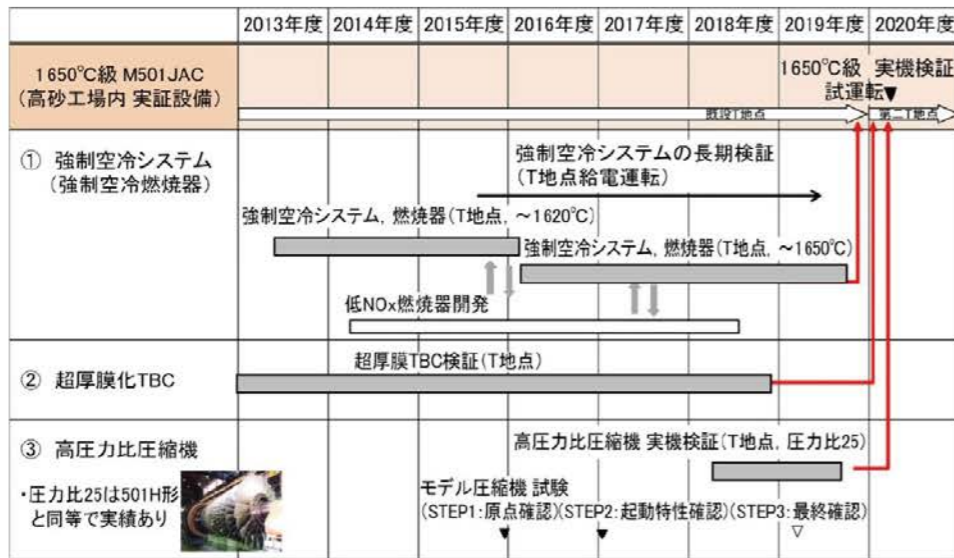 2013年度 2014年度 2015年度 2016年度 2017年度 2018年度 2019年度 2020年度
1650℃級 M501JAC
(高砂工場内 実証設備)
1650℃級 実機検証
試運転▼
既設T地点
第二T地点
① 強制空冷システム
(強制空冷燃焼器)
強制空冷システムの長期検証
(T地点給電運転)
強制空冷システム, 燃焼器(T地点, ～1620℃)
強制空冷システム, 燃焼器(T地点, ～1650℃)
低NOx燃焼器開発
② 超厚膜化TBC
超厚膜TBC検証(T地点)
③ 高圧力比圧縮機
・圧力比25は501H形
と同等で実績あり
高圧力比圧縮機 実機検証(T地点, 圧力比25)
モデル圧縮機 試験
(STEP1:原点確認)(STEP2:起動特性確認)(STEP3:最終確認)
▼ ▼ ▽